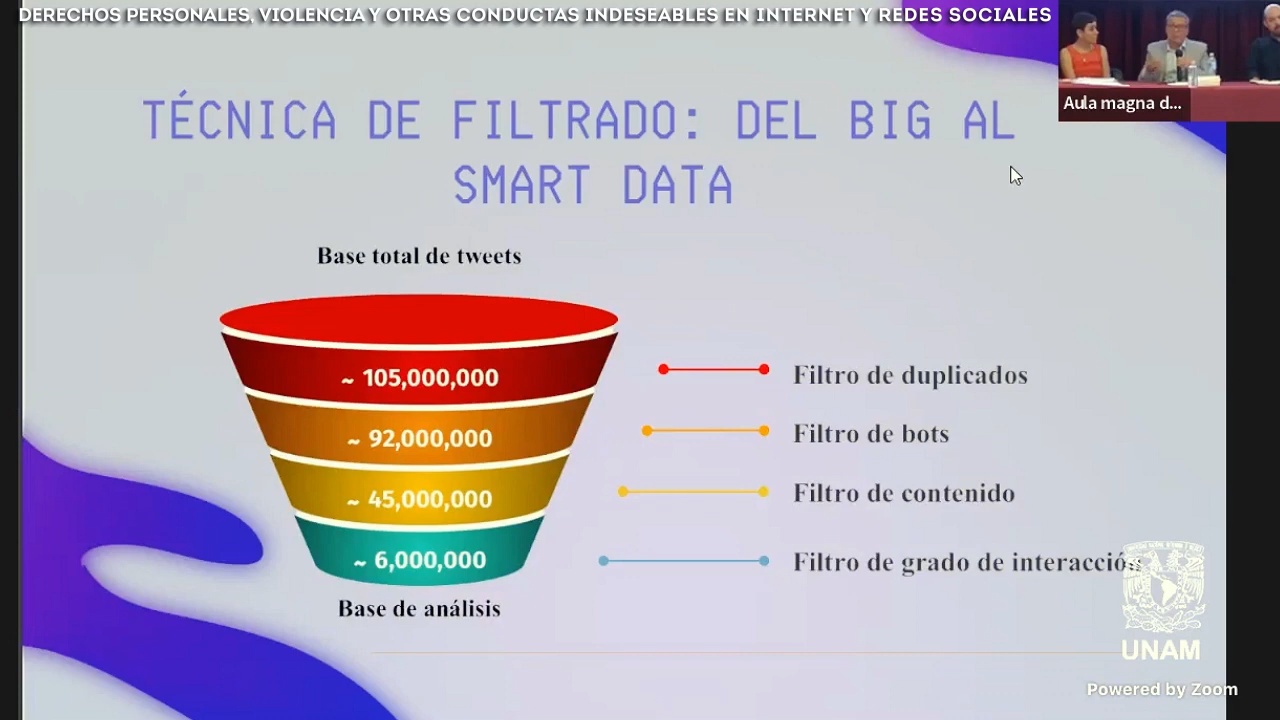 DERECHOS PERSONALES, VIOLENCIA Y OTRAS CONDUCTAS INDESEABLES EN INTERNET Y REDES SOCIALES
Aula magna d...
TÉCNICA DE FILTRADO: DEL BIG AL
SMART DATA
Base total de tweets
~ 105,000,000
Filtro de duplicados
~ 92,000,000
Filtro de bots
~ 45,000,000
Filtro de contenido
~ 6,000,000
Filtro de grado de interacción
Base de análisis
UNAM
Powered by Zoom